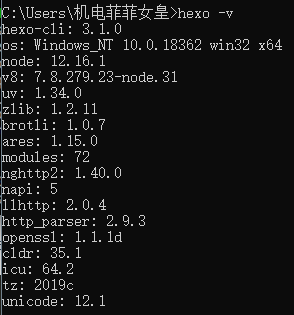 C:\Users\机电菲菲女皇>hexo -v
hexo-cli: 3.1.0
os: Windows_NT 10.0.18362 win32 x64
node: 12.16.1
v8: 7.8.279.23-node.31
uv: 1.34.0
zlib: 1.2.11
brotli: 1.0.7
ares: 1.15.0
modules: 72
nghttp2: 1.40.0
napi: 5
llhttp: 2.0.4
http_parser: 2.9.3
openssl: 1.1.1d
cldr: 35.1
icu: 64.2
tz: 2019c
unicode: 12.1